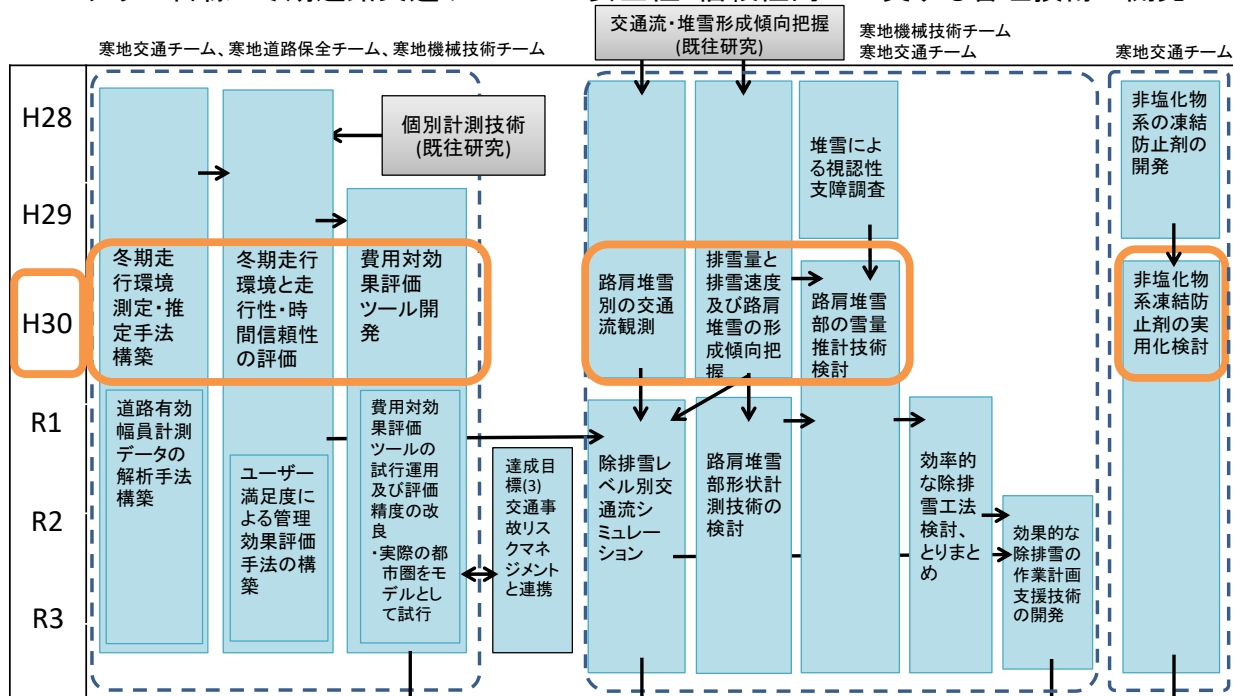 寒地交通チーム、寒地道路保全チーム、寒地機械技術チーム
交通流・堆雪形成傾向把握
(既往研究)
寒地機械技術チーム
寒地交通チーム
寒地交通チーム
H28
H29
H30
R1
R2
R3
個別計測技術
(既往研究)
冬期走
行環境
測定・推
定手法
構築
冬期走行
環境と走
行性・時
間信頼性
の評価
費用対効
果評価
ツール開
発
道路有効
幅員計測
データの
解析手法
構築
ユーザー
満足度に
よる管理
効果評価
手法の構
築
費用対効
果評価
ツールの
試行運用
及び評価
精度の改
良
・実際の都
市圏をモ
デルとし
て試行
達成目
標(3)
交通事
故リス
クマネ
ジメント
と連携
路肩堆雪
別の交通
流観測
排雪量と
排雪速度
及び路肩
堆雪の形
成傾向把
握
堆雪によ
る視認性
支障調査
路肩堆雪
部の雪量
推計技術
検討
除排雪レ
ベル別交
通流シ
ミュレー
ション
路肩堆雪
部形状計
測技術の
検討
効率的
な除排
雪工法
検討、
とりまと
め
効果的な
除排雪の
作業計画
支援技術
の開発
非塩化物
系の凍結
防止剤の
開発
非塩化物
系凍結防
止剤の実
用化検討